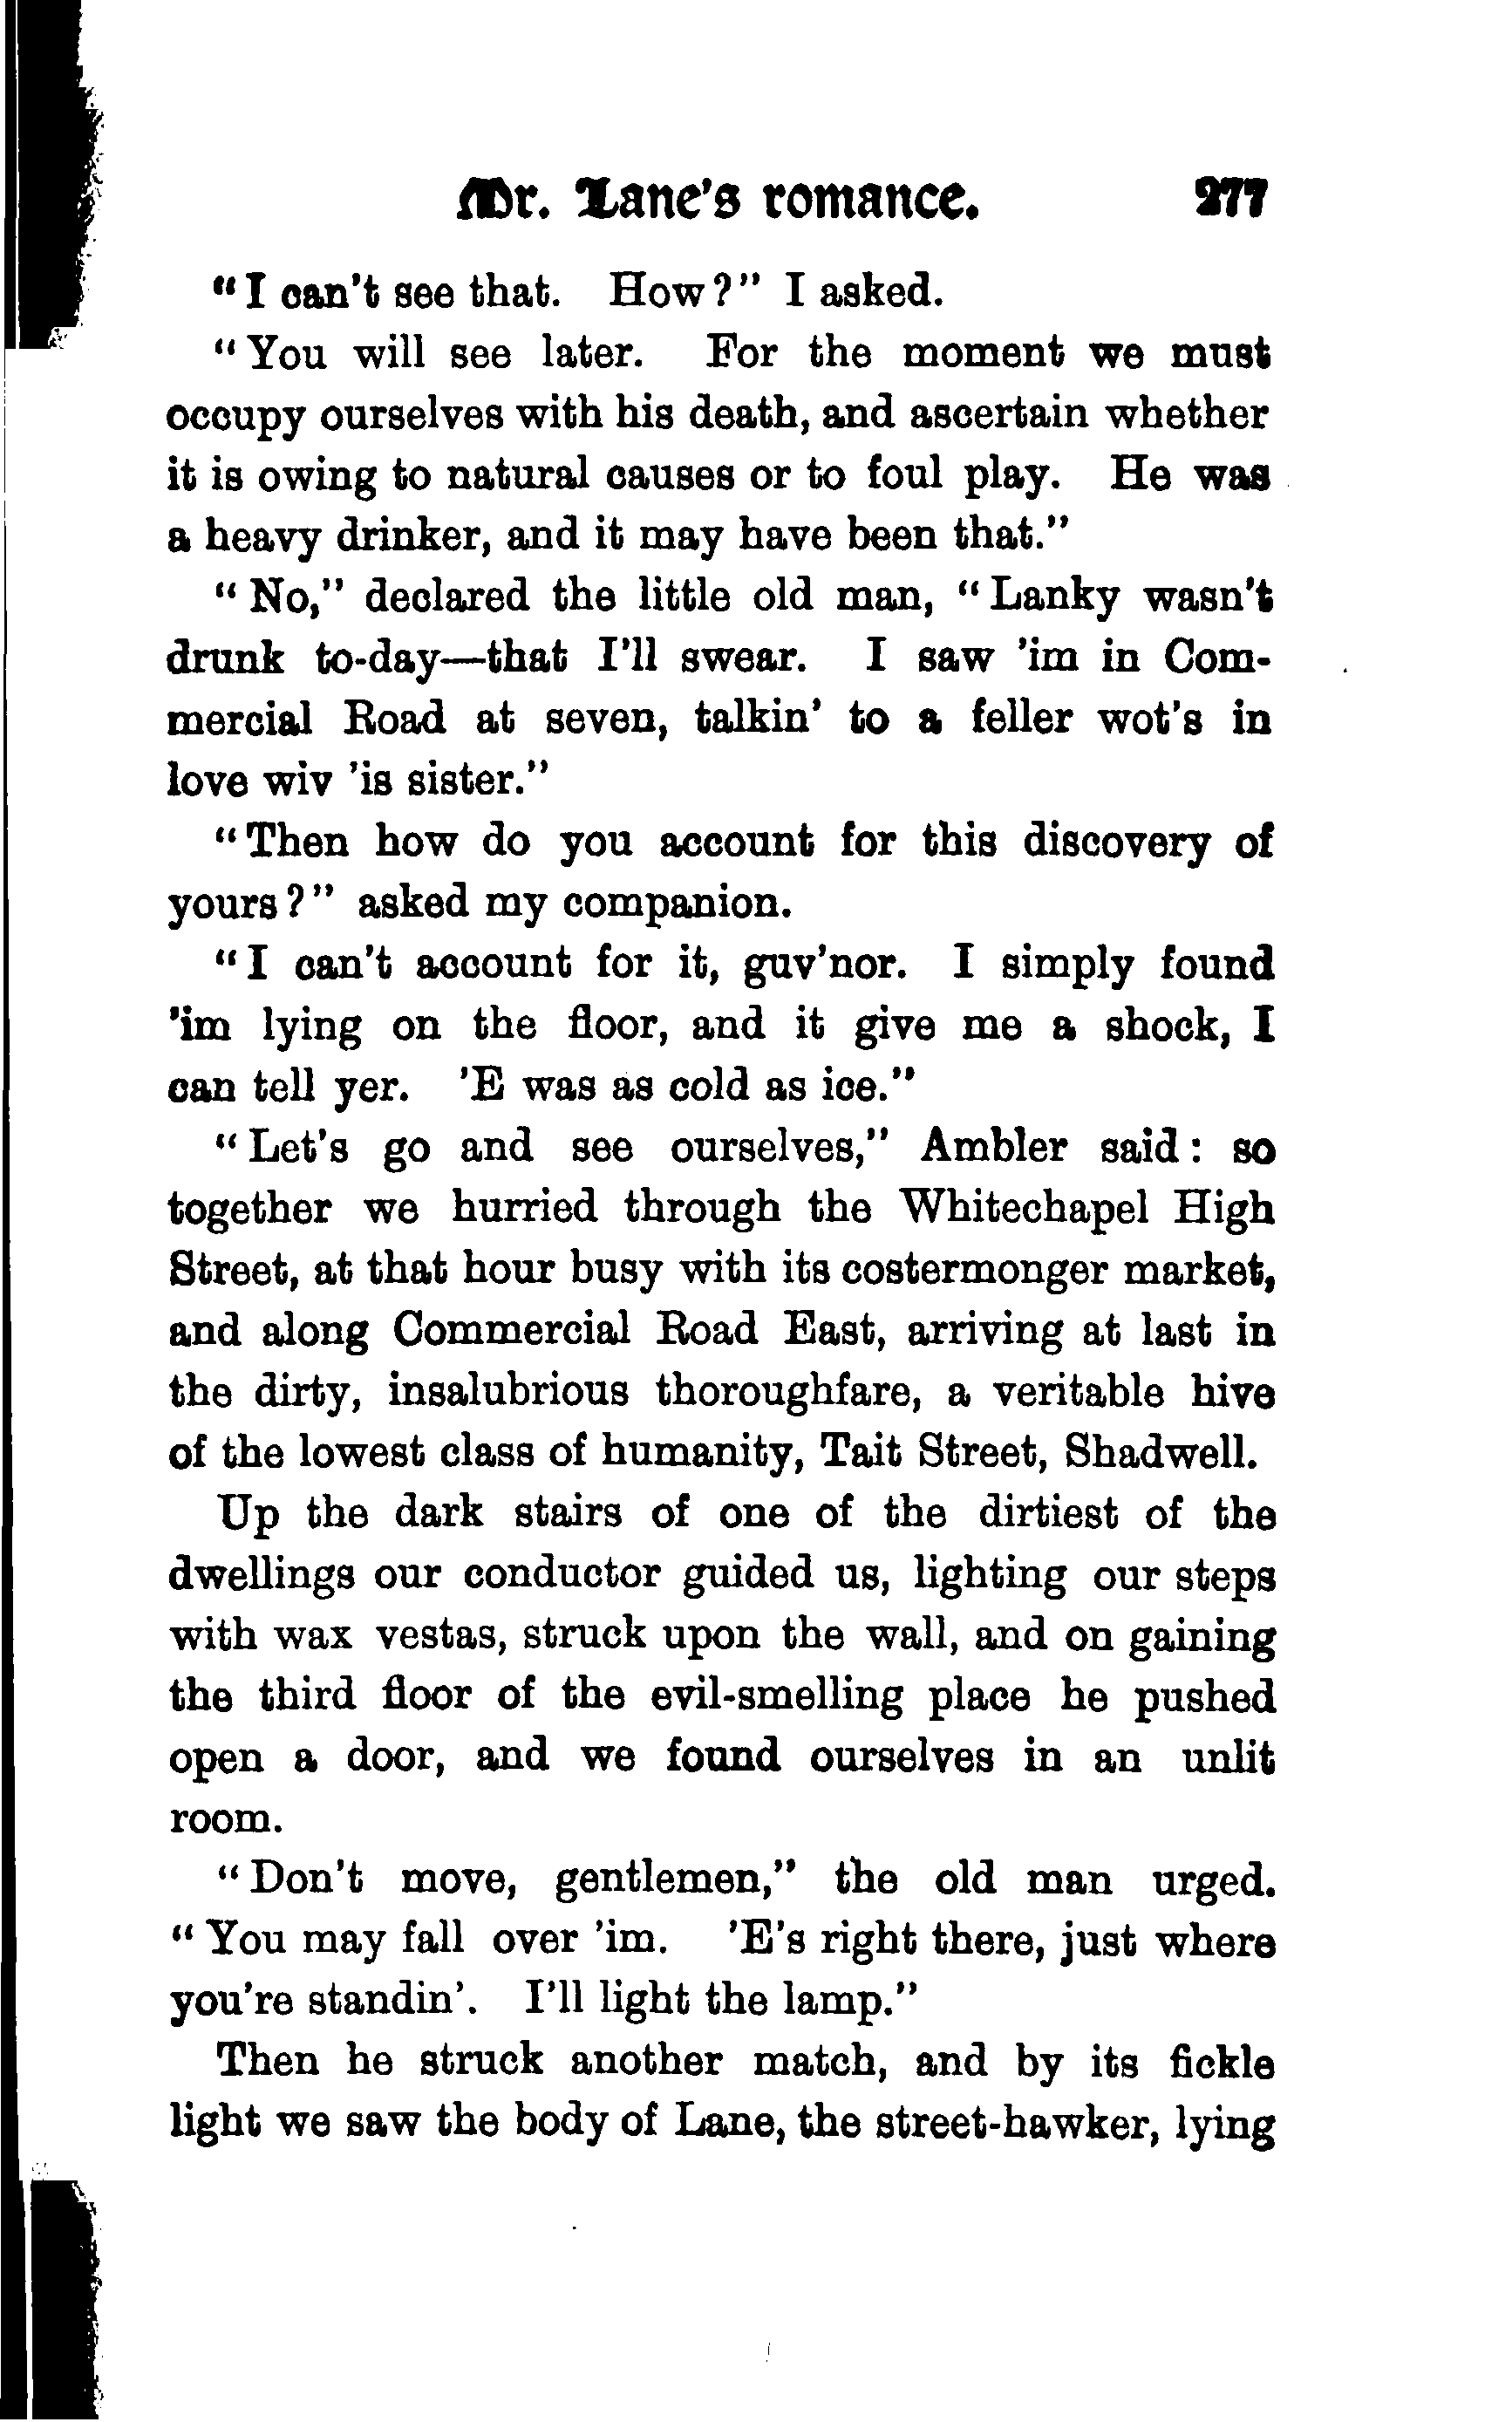 Mr. Lane's romance. 277
"I can't see that. How?" I asked.
"You will see later. For the moment we must
occupy ourselves with his death, and ascertain whether
it is owing to natural causes or to foul play. He was
a heavy drinker, and it may have been that."
"No," declared the little old man, "Lanky wasn't
drunk to-day—that I'll swear. I saw 'im in Com-
mercial Road at seven, talkin' to a feller wot's in
love wiv 'is sister."
"Then how do you account for this discovery of
yours?" asked my companion.
"I can't account for it, guv'nor. I simply found
'im lying on the floor, and it give me a shock, I
can tell yer. 'E was as cold as ice."
"Let's go and see ourselves," Ambler said: so
together we hurried through the Whitechapel High
Street, at that hour busy with its costermonger market,
and along Commercial Road East, arriving at last in
the dirty, insalubrious thoroughfare, a veritable hive
of the lowest class of humanity, Tait Street, Shadwell.
Up the dark stairs of one of the dirtiest of the
dwellings our conductor guided us, lighting our steps
with wax vestas, struck upon the wall, and on gaining
the third floor of the evil-smelling place he pushed
open a door, and we found ourselves in an unlit
room.
"Don't move, gentlemen," the old man urged.
"You may fall over 'im. 'E's right there, just where
you're standin'. I'll light the lamp."
Then he struck another match, and by its fickle
light we saw the body of Lane, the street-hawker, lying